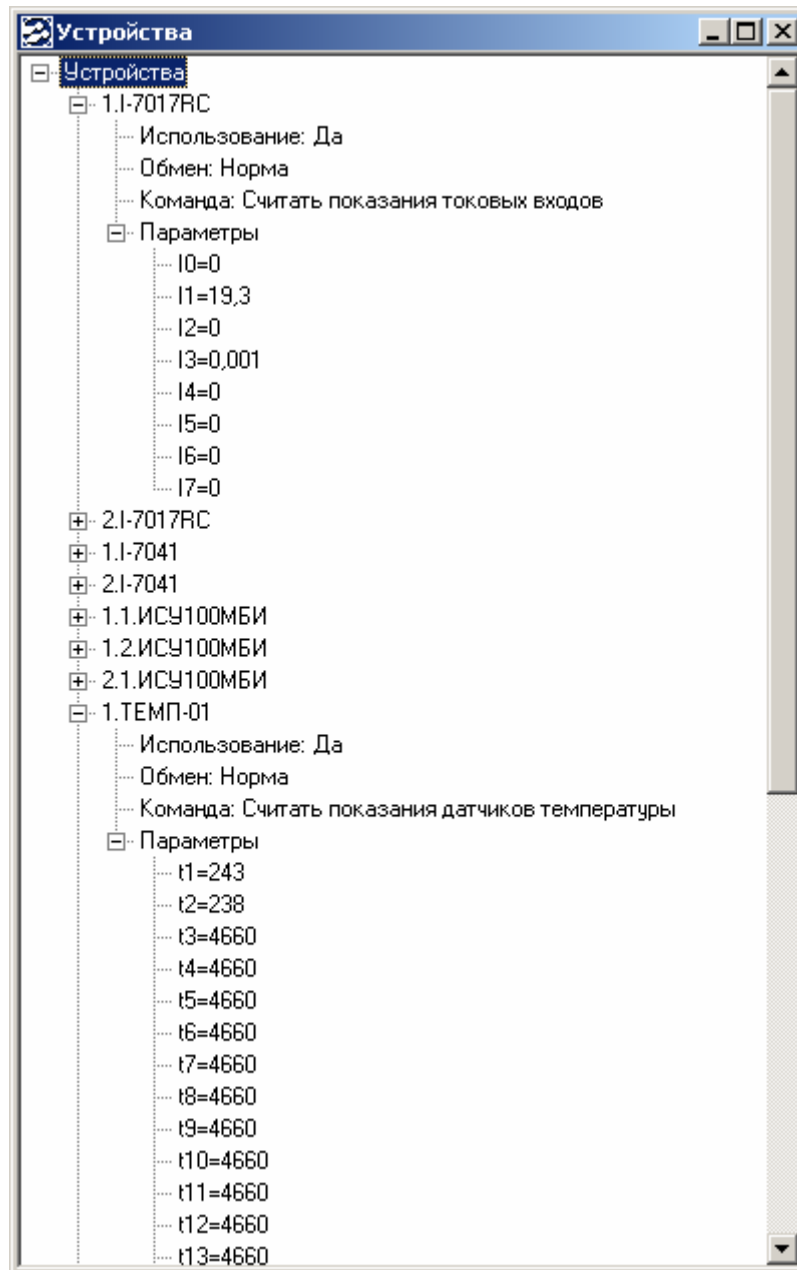 Устройства
Устройства
1.I-7017RC
Использование: Да
Обмен: Норма
Команда: Считать показания токовых входов
Параметры
I0=0
I1=19,3
I2=0
I3=0,001
I4=0
I5=0
I6=0
I7=0
2.I-7017RC
1.I-7041
2.I-7041
1.1.ИСУ100МБИ
1.2.ИСУ100МБИ
2.1.ИСУ100МБИ
1.ТЕМП-01
Использование: Да
Обмен: Норма
Команда: Считать показания датчиков температуры
Параметры
t1=243
t2=238
t3=4660
t4=4660
t5=4660
t6=4660
t7=4660
t8=4660
t9=4660
t10=4660
t11=4660
t12=4660
t13=4660